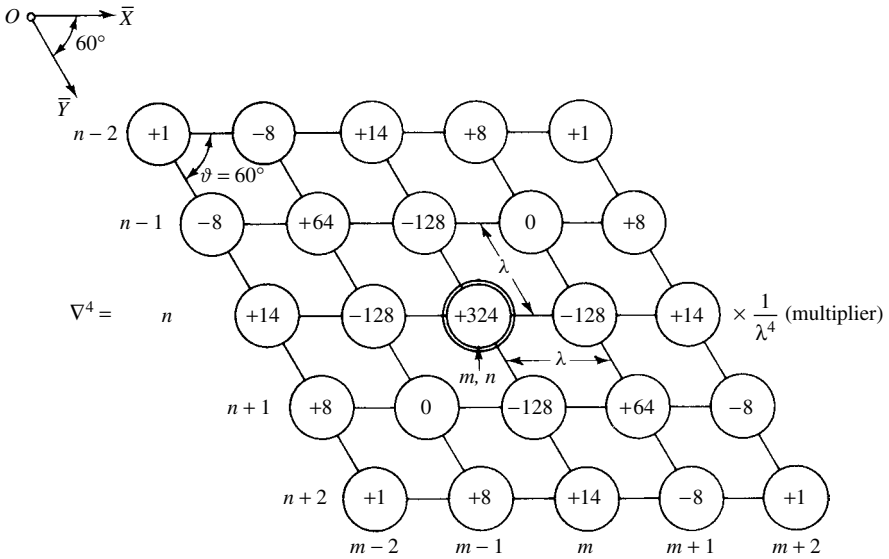 O X̅
60°
Y̅
n − 2 +1 −8 +14 +8 +1
ϑ = 60°
n − 1 −8 +64 −128 0 +8
λ
∇⁴ = n +14 −128 +324 −128 +14 × 1/λ⁴ (multiplier)
m, n λ
n + 1 +8 0 −128 +64 −8
n + 2 +1 +8 +14 −8 +1
m − 2 m − 1 m m + 1 m + 2